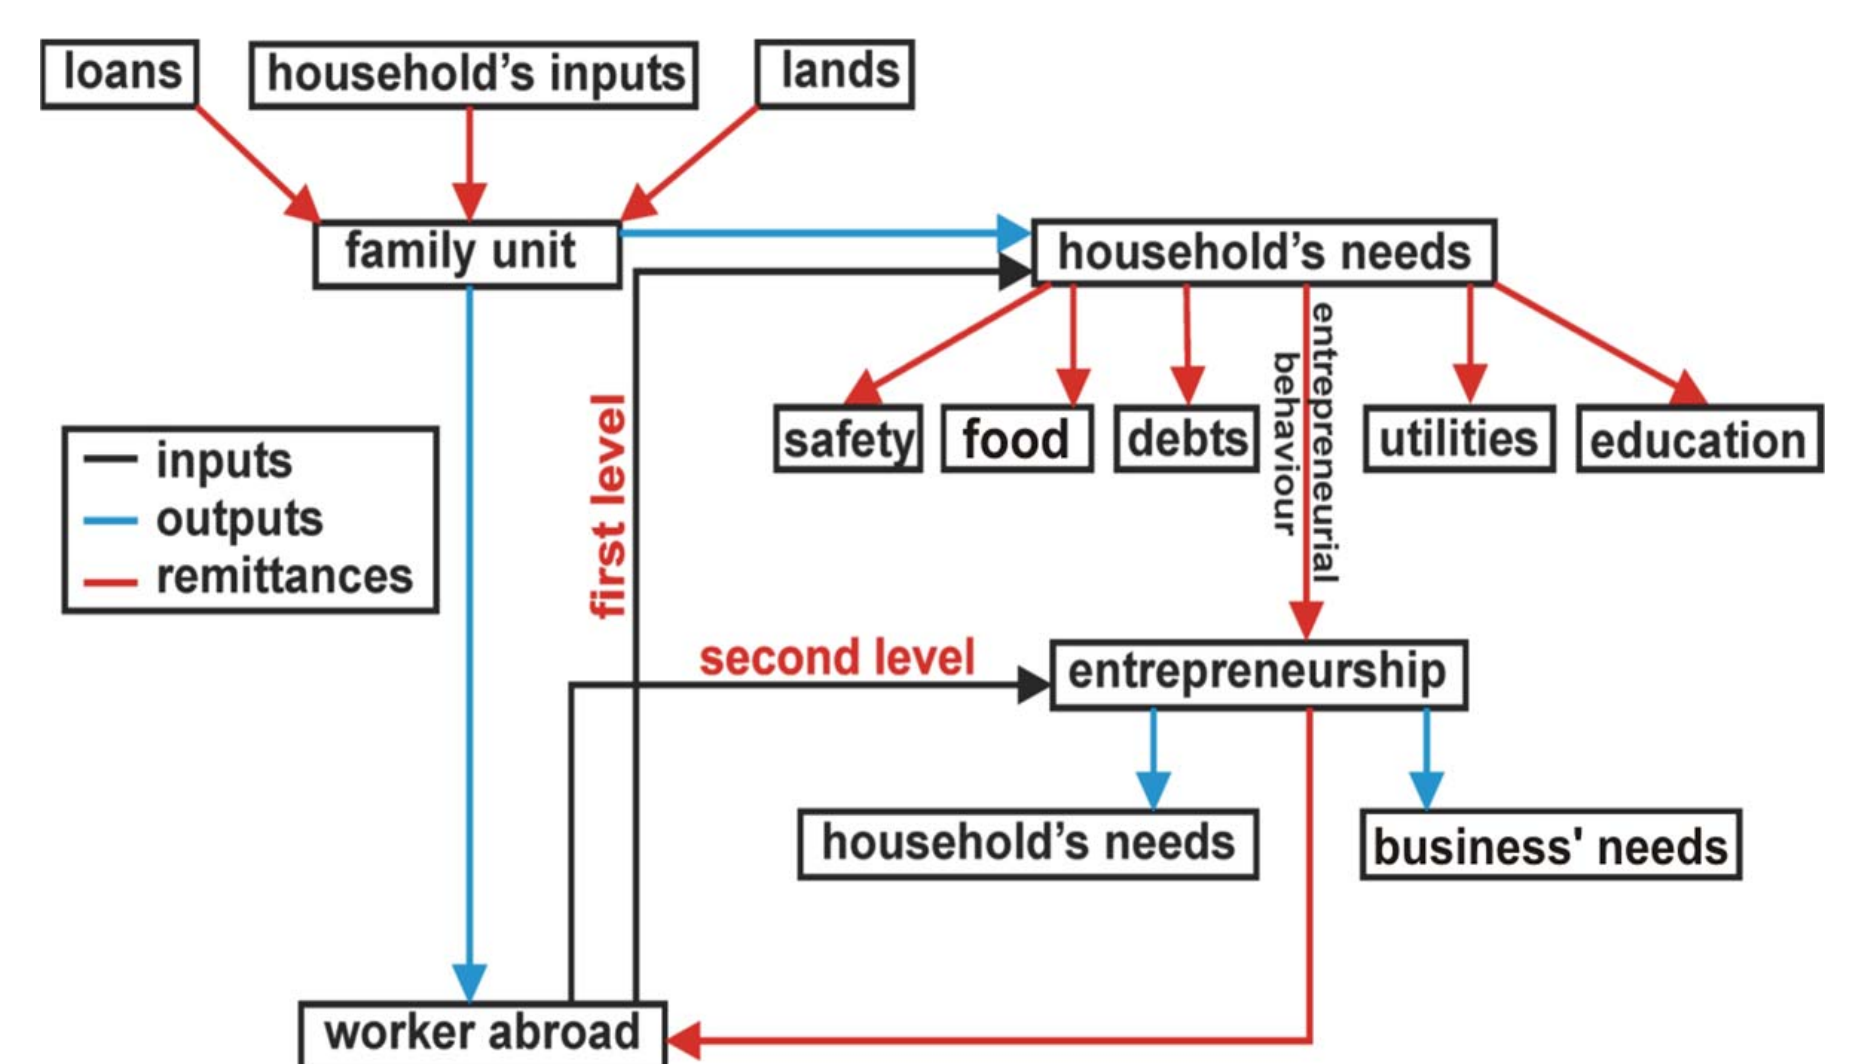 loans
household's inputs
lands
family unit
household's needs
entrepreneurial
behaviour
safety
food
debts
utilities
education
inputs
outputs
remittances
first level
second level
entrepreneurship
household's needs
business' needs
worker abroad